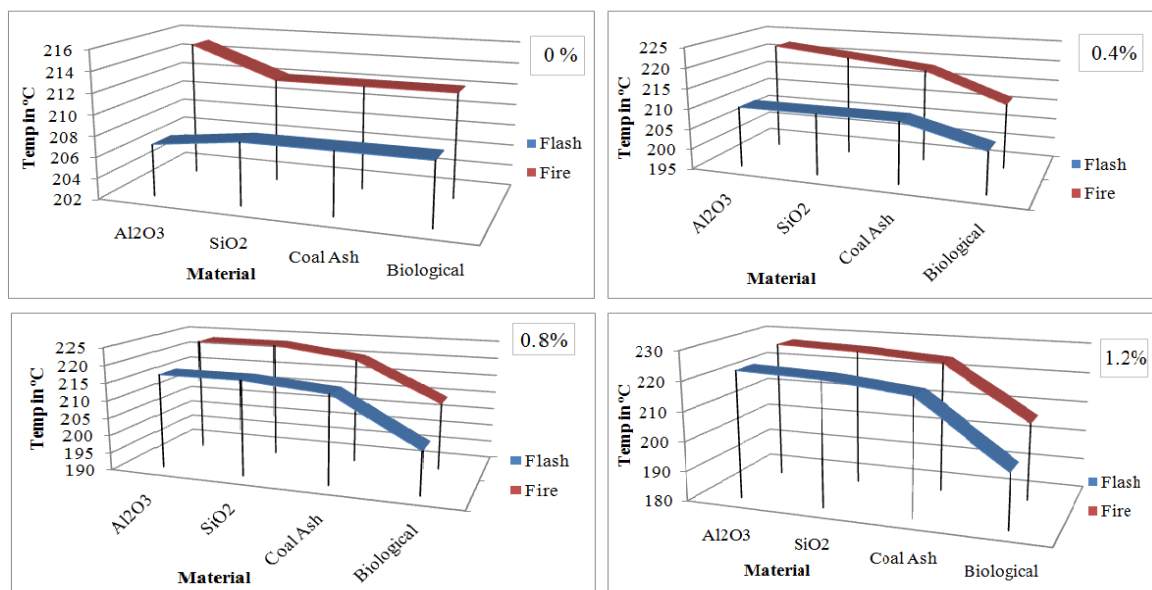 0 %
Temp in ºC
216
214
212
210
208
206
204
202
Al2O3
SiO2
Coal Ash
Biological
Material
Flash
Fire
0.4%
Temp in ºC
225
220
215
210
205
200
195
Al2O3
SiO2
Coal Ash
Biological
Material
Flash
Fire
0.8%
Temp in ºC
225
220
215
210
205
200
195
190
Al2O3
SiO2
Coal Ash
Biological
Material
Flash
Fire
1.2%
Temp in ºC
230
220
210
200
190
180
Al2O3
SiO2
Coal Ash
Biological
Material
Flash
Fire